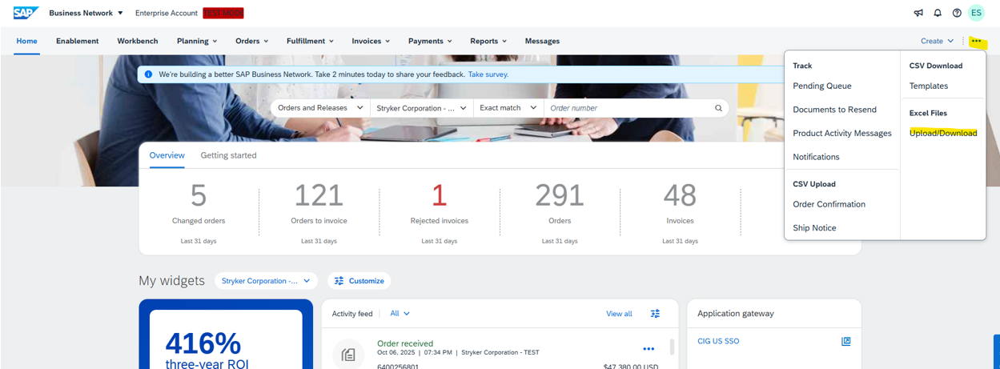 SAP Business Network Enterprise Account TEST MODE ES
Home Enablement Workbench Planning Orders Fulfillment Invoices Payments Reports Messages Create
We're building a better SAP Business Network. Take 2 minutes today to share your feedback. Take survey.
Orders and Releases Stryker Corporation - ... Exact match Order number
Track
Pending Queue
Documents to Resend
Product Activity Messages
Notifications
CSV Upload
Order Confirmation
Ship Notice
CSV Download
Templates
Excel Files
Upload/Download
Overview Getting started
5 121 1 291 48
Changed orders Orders to invoice Rejected invoices Orders Invoices
Last 31 days Last 31 days Last 31 days Last 31 days Last 31 days
My widgets Stryker Corporation -... Customize
416%
three-year ROI
Activity feed All View all
Order received
Oct 06, 2025 | 07:34 PM | Stryker Corporation - TEST
6400256801 $47,380.00 USD
Application gateway
CIG US SSO